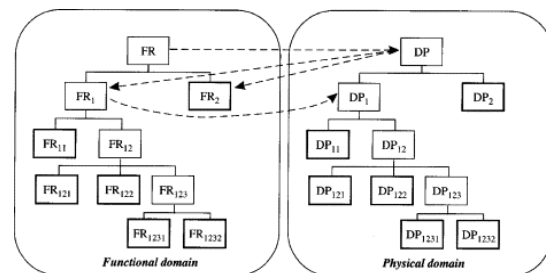 FR DP
FR₁ FR₂ DP₁ DP₂
FR₁₁ FR₁₂ DP₁₁ DP₁₂
FR₁₂₁ FR₁₂₂ FR₁₂₃ DP₁₂₁ DP₁₂₂ DP₁₂₃
FR₁₂₃₁ FR₁₂₃₂ DP₁₂₃₁ DP₁₂₃₂
Functional domain Physical domain